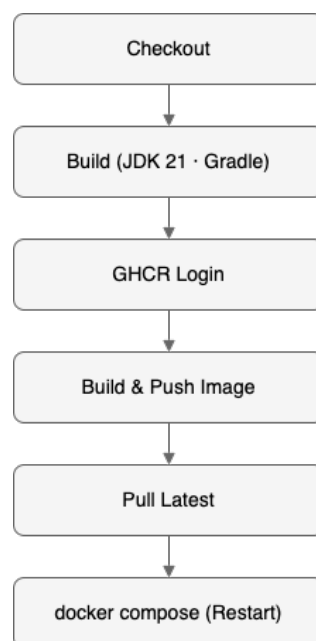 Checkout
Build (JDK 21 · Gradle)
GHCR Login
Build & Push Image
Pull Latest
docker compose (Restart)